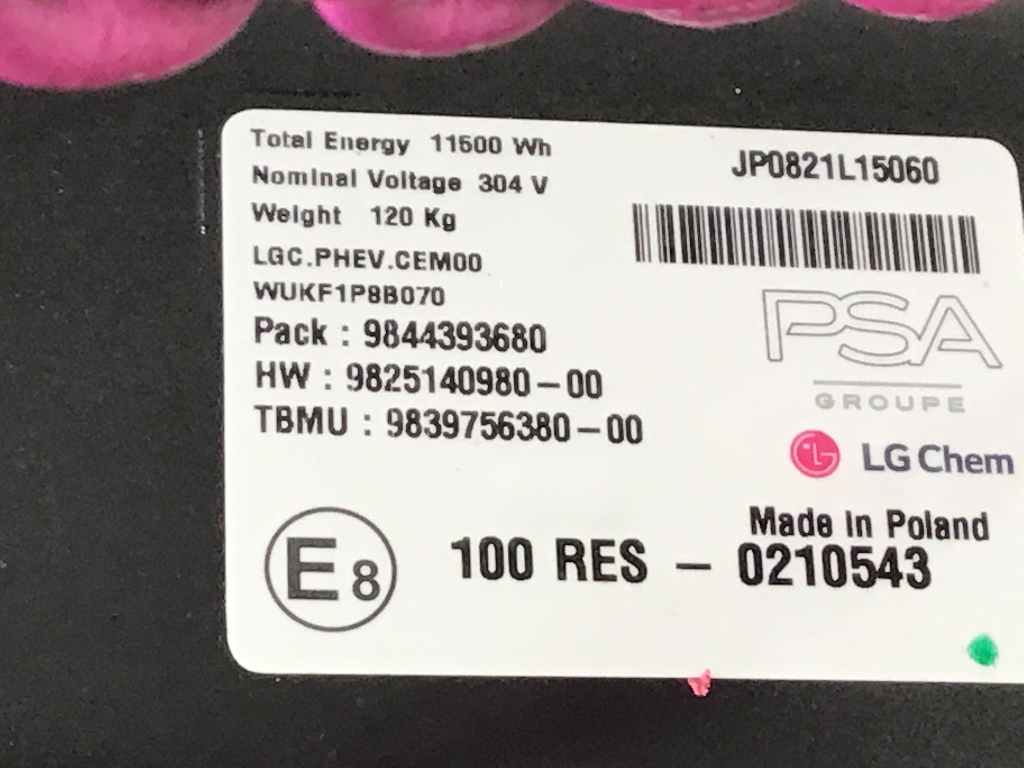 Total Energy 11500 Wh
Nominal Voltage 304 V
Weight 120 Kg
LGC.PHEV.CEM00
WUKF1P8B070
Pack : 9844393680
HW : 9825140980-00
TBMU : 9839756380-00
JP0821L15060
PSA
GROUPE
LG Chem
Made in Poland
E8
100 RES - 0210543